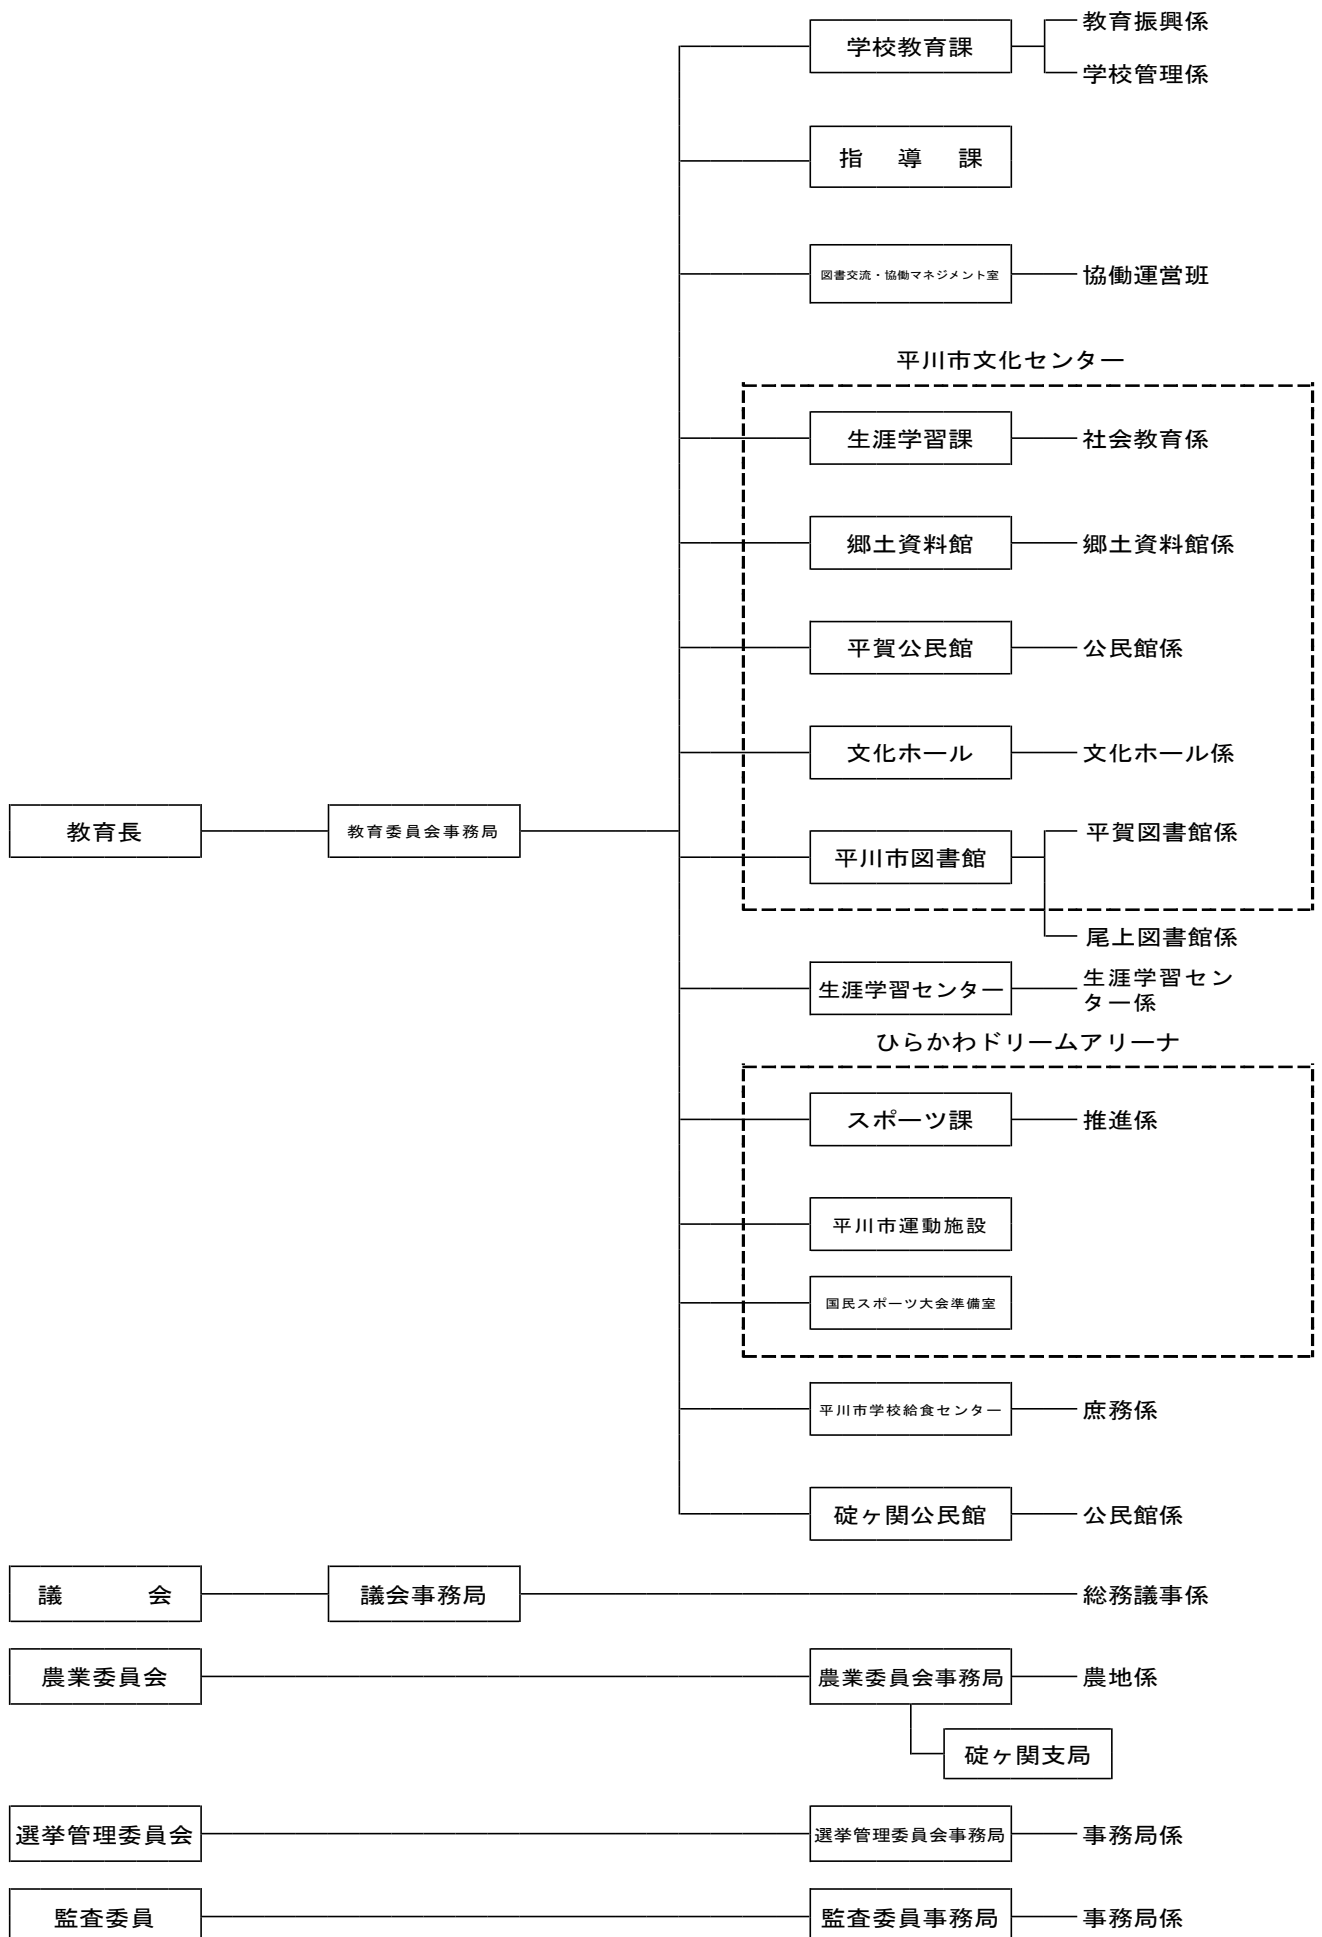 教育振興係
学校教育課
学校管理係
指 導 課
図書交流・協働マネジメント室
協働運営班
平川市文化センター
生涯学習課
社会教育係
郷土資料館
郷土資料館係
平賀公民館
公民館係
文化ホール
文化ホール係
教育長
教育委員会事務局
平賀図書館係
平川市図書館
尾上図書館係
生涯学習センター
生涯学習セン
ター係
ひらかわドリームアリーナ
スポーツ課
推進係
平川市運動施設
国民スポーツ大会準備室
平川市学校給食センター
庶務係
碇ヶ関公民館
公民館係
議 会
議会事務局
総務議事係
農業委員会
農業委員会事務局
農地係
碇ヶ関支局
選挙管理委員会
選挙管理委員会事務局
事務局係
監査委員
監査委員事務局
事務局係